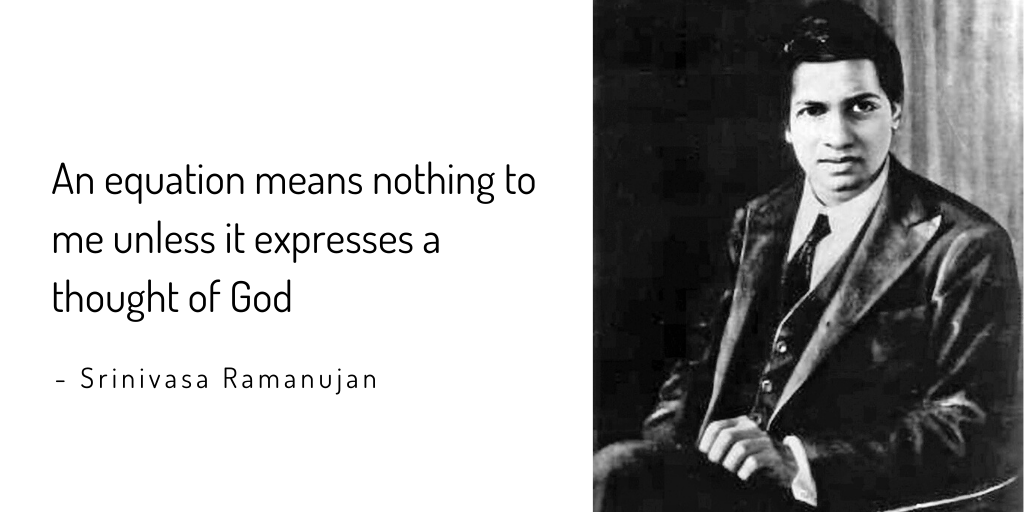 An equation means nothing to
me unless it expresses a
thought of God
- Srinivasa Ramanujan